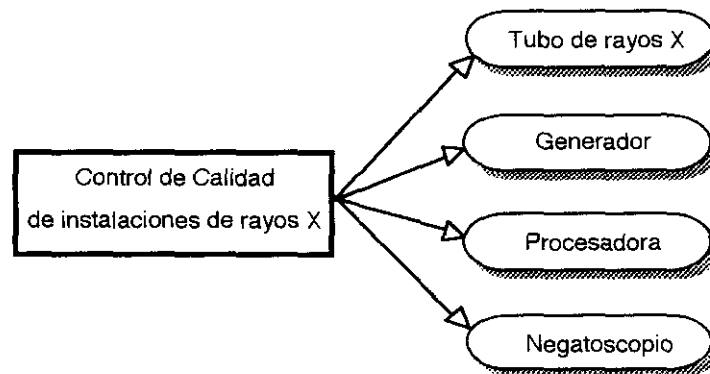 Tubo de rayos X
Generador
Control de Calidad
de instalaciones de rayos X
Procesadora
Negatoscopio